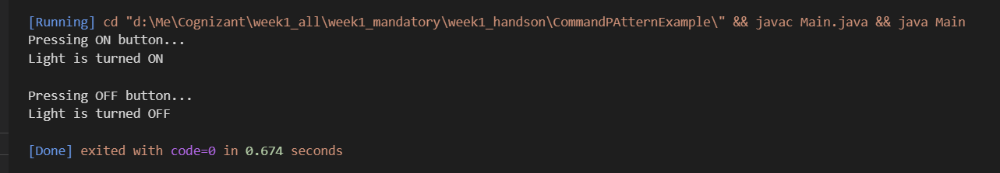 [Running] cd "d:\Me\Cognizant\week1_all\week1_mandatory\week1_handson\CommandPAtternExample\" && javac Main.java && java Main
Pressing ON button...
Light is turned ON
Pressing OFF button...
Light is turned OFF
[Done] exited with code=0 in 0.674 seconds